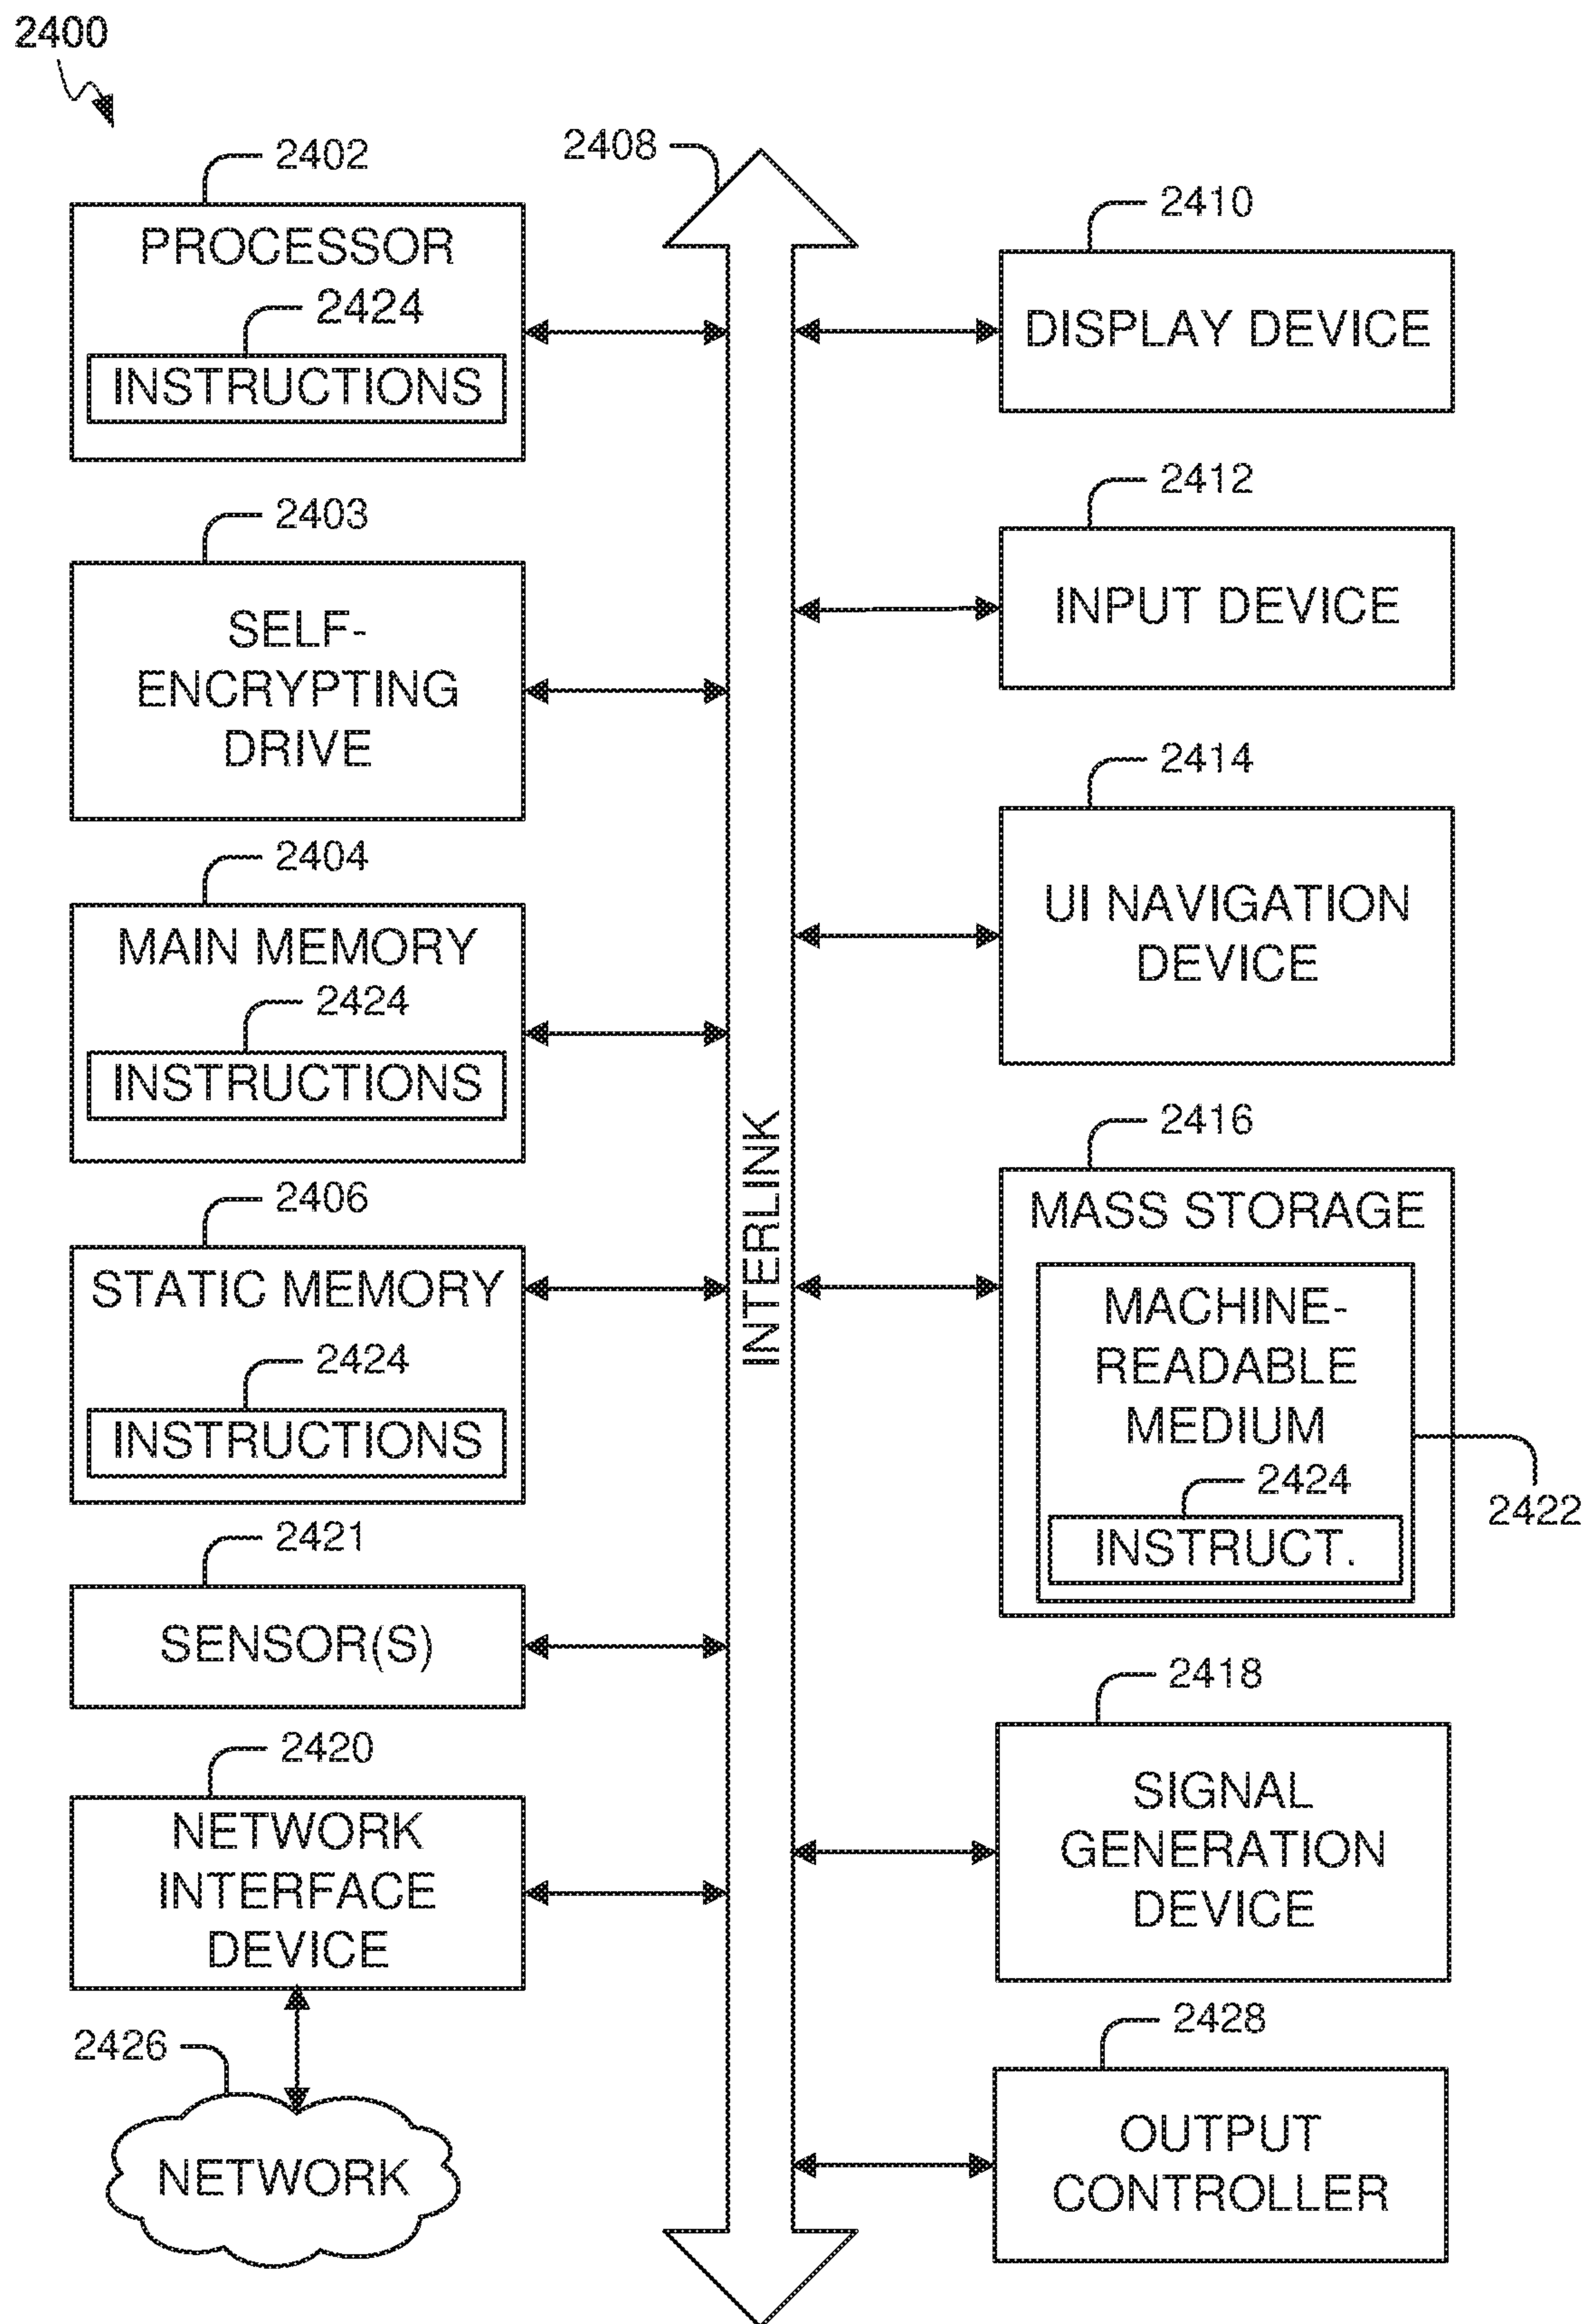 2400
2402
PROCESSOR
2424
INSTRUCTIONS
2403
SELF-
ENCRYPTING
DRIVE
2404
MAIN MEMORY
2424
INSTRUCTIONS
2406
STATIC MEMORY
2424
INSTRUCTIONS
2421
SENSOR(S)
2420
NETWORK
INTERFACE
DEVICE
2426
NETWORK
2408
INTERLINK
2410
DISPLAY DEVICE
2412
INPUT DEVICE
2414
UI NAVIGATION
DEVICE
2416
MASS STORAGE
MACHINE-
READABLE
MEDIUM
2424
INSTRUCT.
2422
2418
SIGNAL
GENERATION
DEVICE
2428
OUTPUT
CONTROLLER